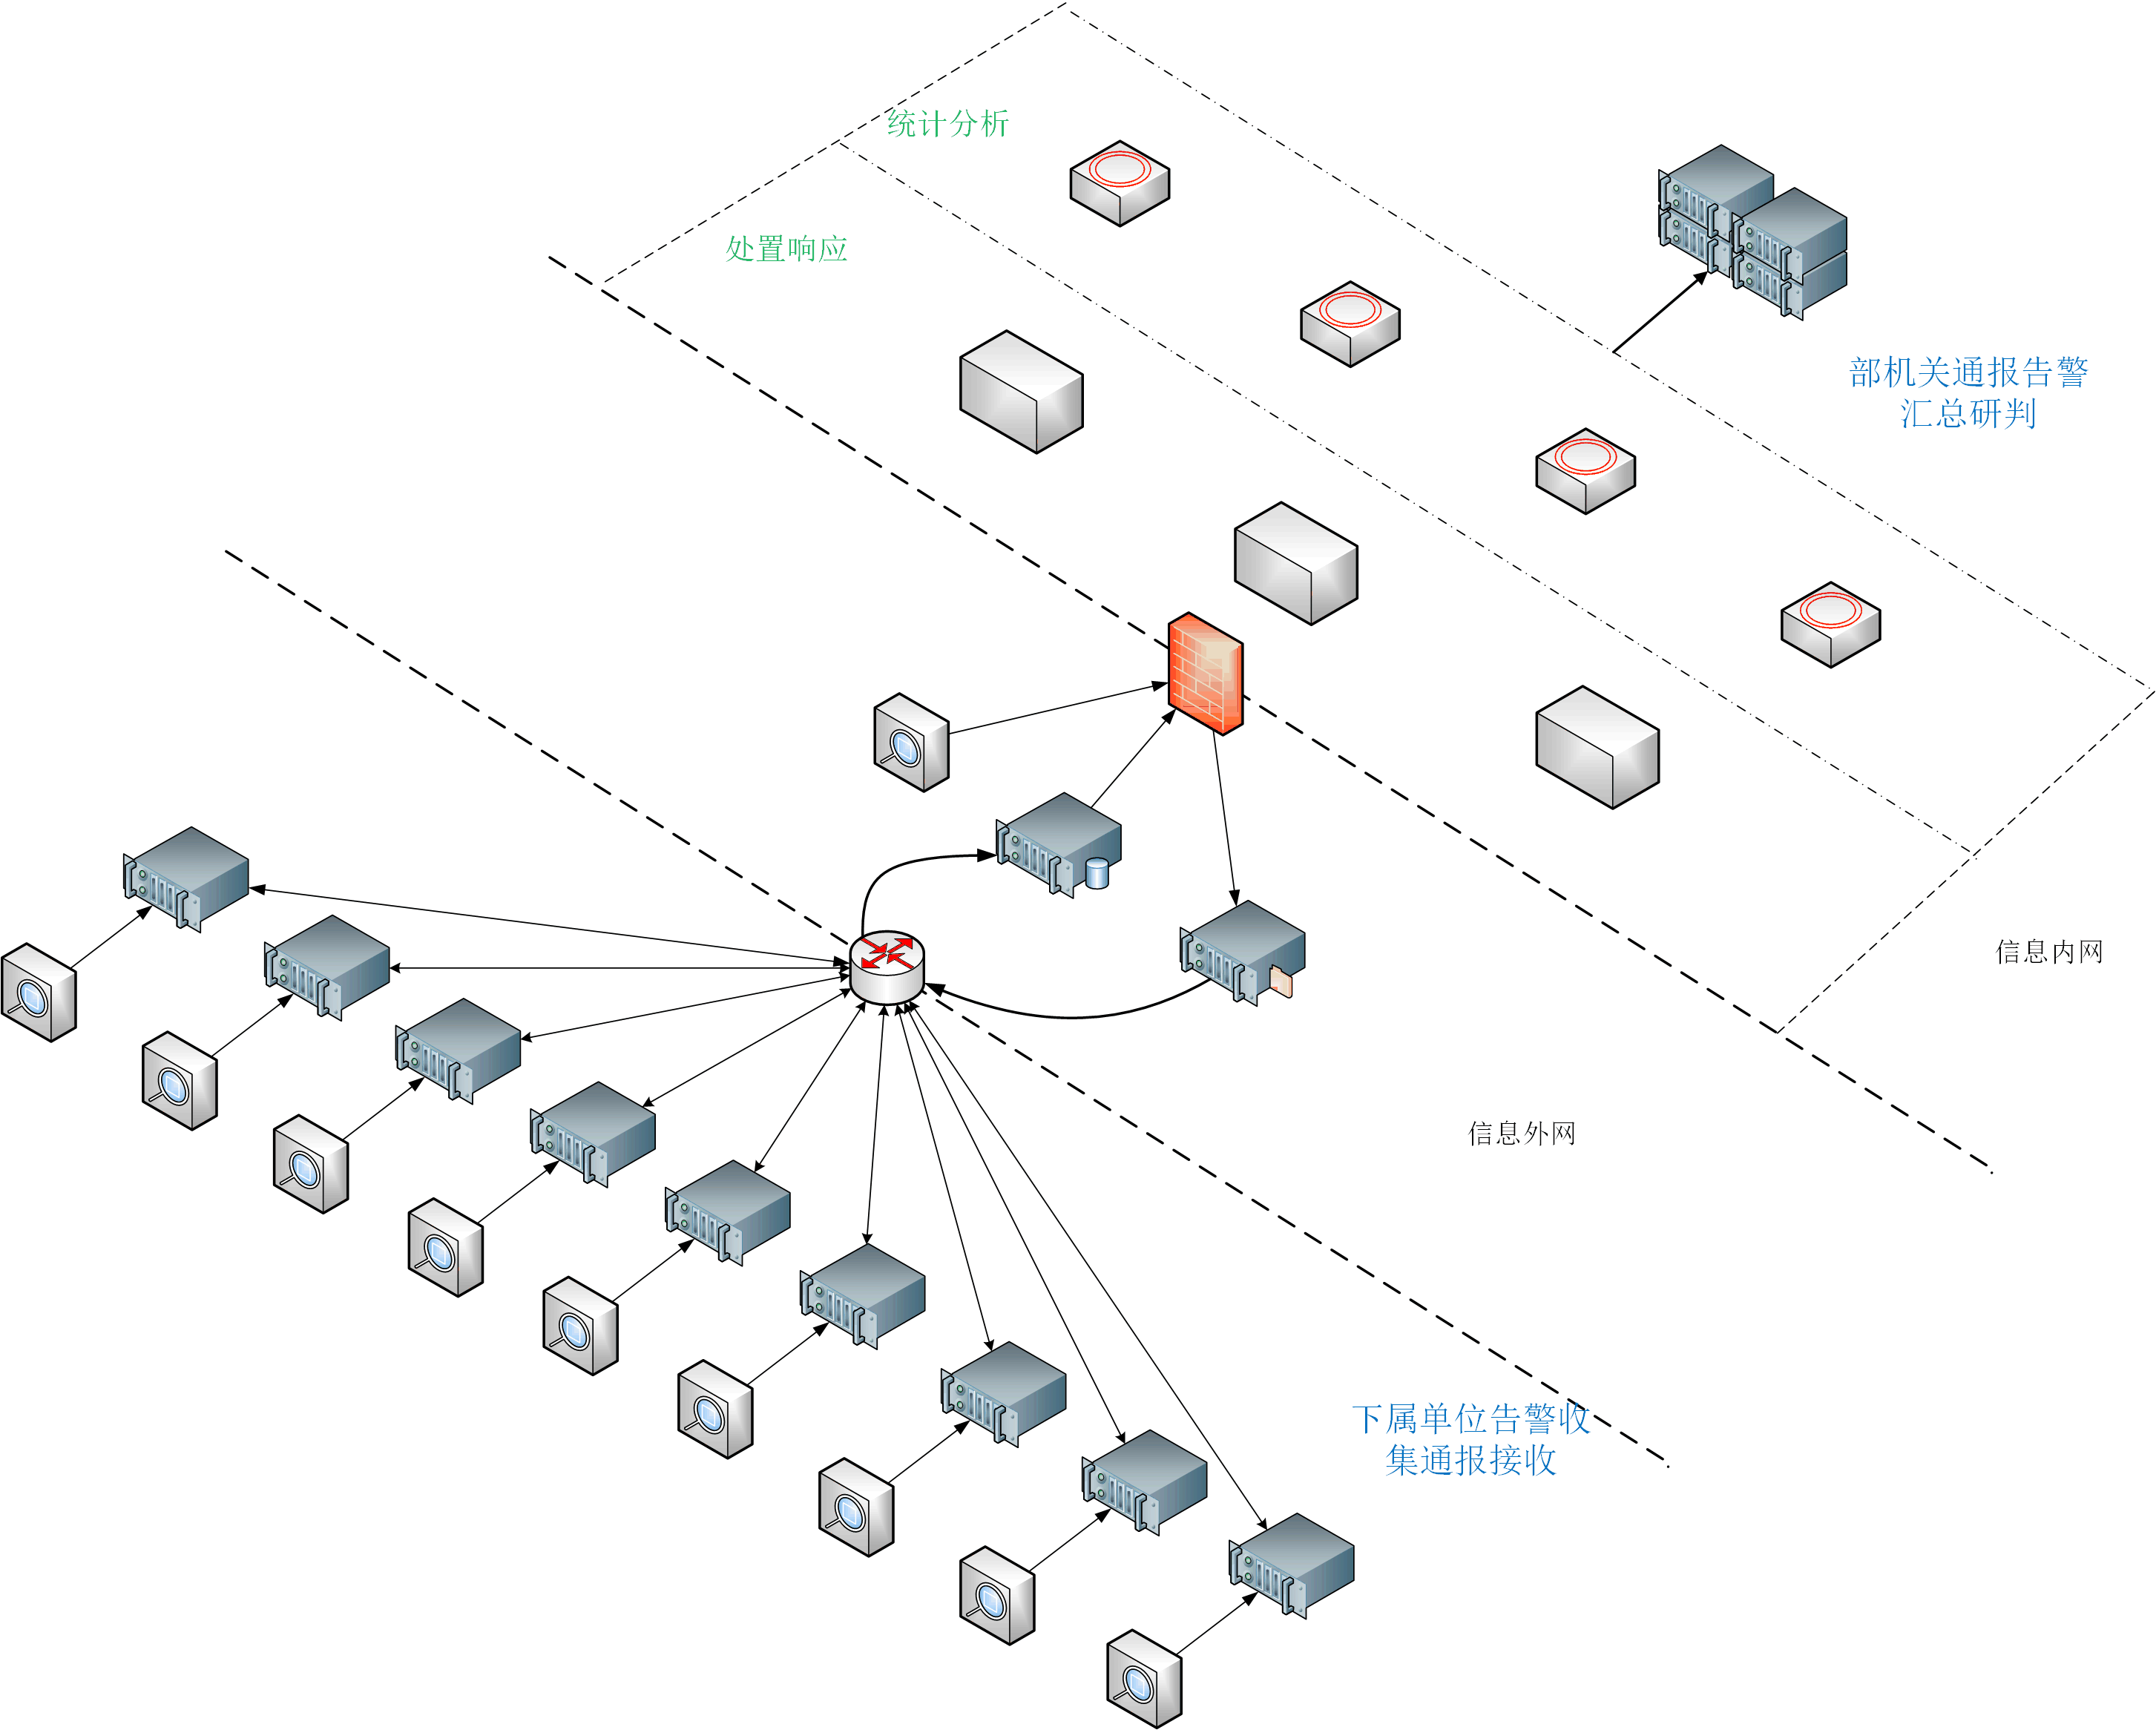 统计分析
处置响应
部机关通报告警
汇总研判
信息内网
信息外网
下属单位告警收
集通报接收